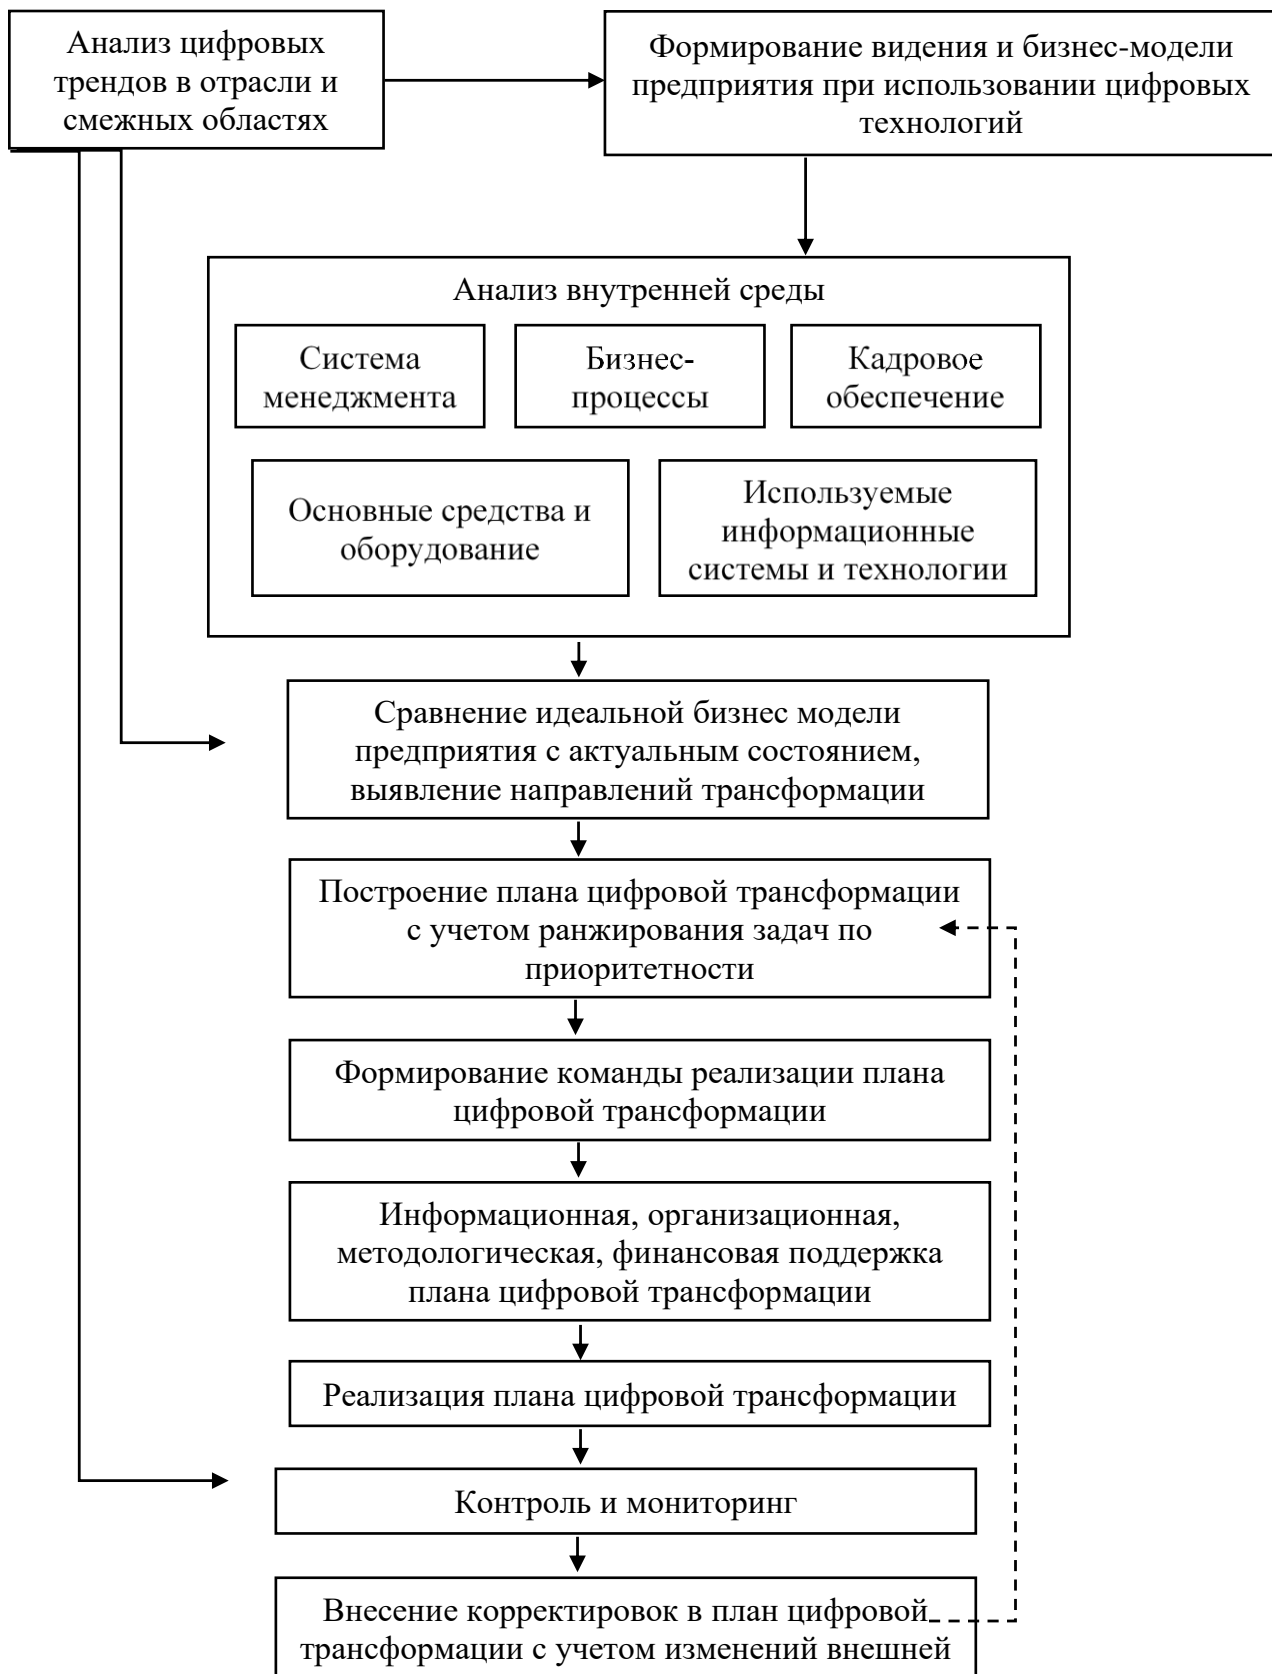 Анализ цифровых
трендов в отрасли и
смежных областях
Формирование видения и бизнес-модели
предприятия при использовании цифровых
технологий
Анализ внутренней среды
Система
менеджмента
Бизнес-
процессы
Кадровое
обеспечение
Основные средства и
оборудование
Используемые
информационные
системы и технологии
Сравнение идеальной бизнес модели
предприятия с актуальным состоянием,
выявление направлений трансформации
Построение плана цифровой трансформации
с учетом ранжирования задач по
приоритетности
Формирование команды реализации плана
цифровой трансформации
Информационная, организационная,
методологическая, финансовая поддержка
плана цифровой трансформации
Реализация плана цифровой трансформации
Контроль и мониторинг
Внесение корректировок в план цифровой
трансформации с учетом изменений внешней